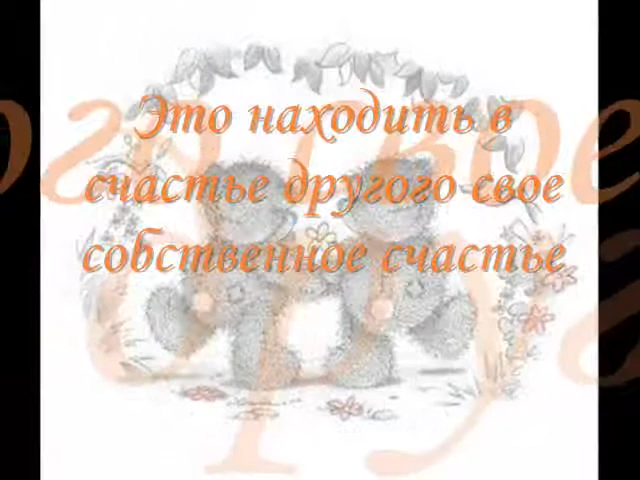 Это находить в
счастье другого свое
собственное счастье